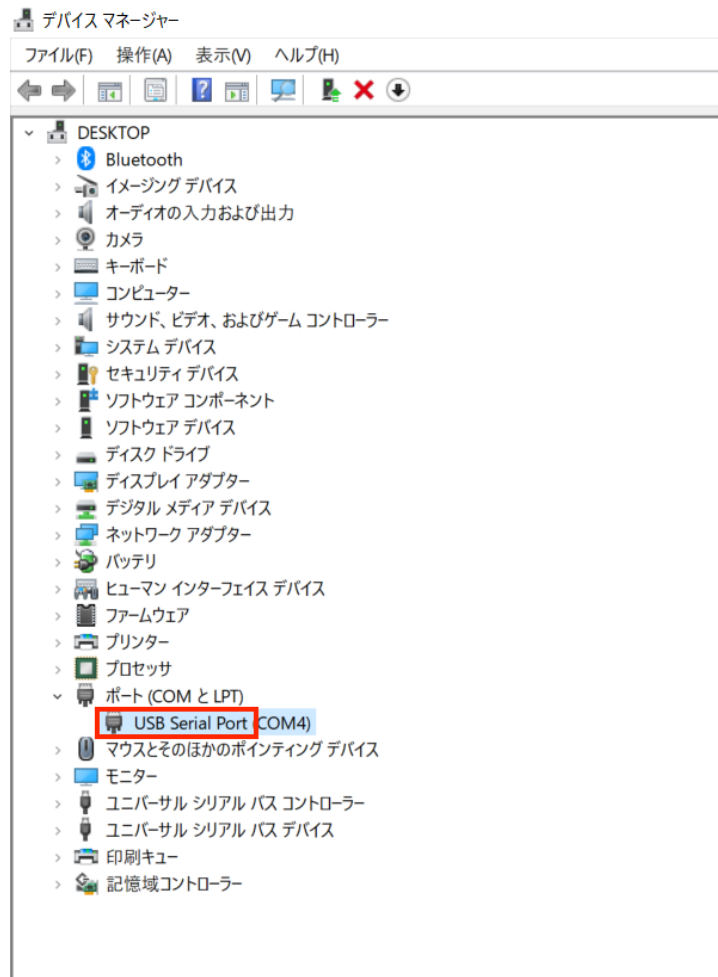 デバイス マネージャー
ファイル(F) 操作(A) 表示(V) ヘルプ(H)
DESKTOP
Bluetooth
イメージング デバイス
オーディオの入力および出力
カメラ
キーボード
コンピューター
サウンド、ビデオ、およびゲーム コントローラー
システム デバイス
セキュリティ デバイス
ソフトウェア コンポーネント
ソフトウェア デバイス
ディスク ドライブ
ディスプレイ アダプター
デジタル メディア デバイス
ネットワーク アダプター
バッテリ
ヒューマン インターフェイス デバイス
ファームウェア
プリンター
プロセッサ
ポート (COM と LPT)
USB Serial Port (COM4)
マウスとそのほかのポインティング デバイス
モニター
ユニバーサル シリアル バス コントローラー
ユニバーサル シリアル バス デバイス
印刷キュー
記憶域コントローラー